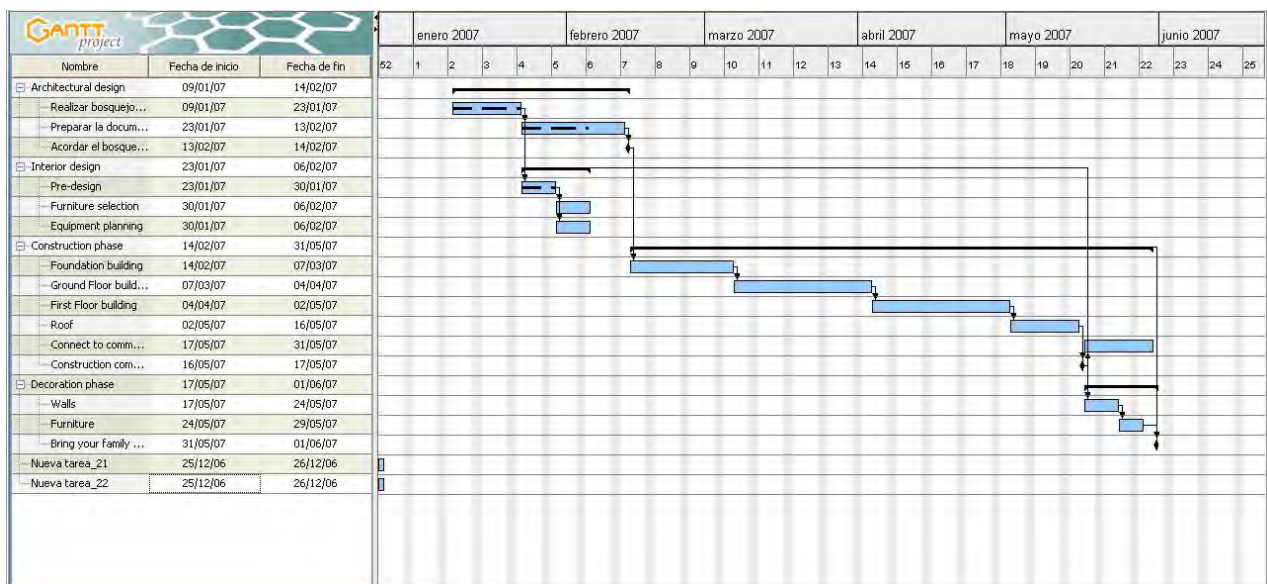 GANTT project
enero 2007 febrero 2007 marzo 2007 abril 2007 mayo 2007 junio 2007
Nombre Fecha de inicio Fecha de fin 52 1 2 3 4 5 6 7 8 9 10 11 12 13 14 15 16 17 18 19 20 21 22 23 24 25
Architectural design 09/01/07 14/02/07
Realizar bosquejo... 09/01/07 23/01/07
Preparar la docum... 23/01/07 13/02/07
Acordar el bosque... 13/02/07 14/02/07
Interior design 23/01/07 06/02/07
Pre-design 23/01/07 30/01/07
Furniture selection 30/01/07 06/02/07
Equipment planning 30/01/07 06/02/07
Construction phase 14/02/07 31/05/07
Foundation building 14/02/07 07/03/07
Ground Floor build... 07/03/07 04/04/07
First Floor building 04/04/07 02/05/07
Roof 02/05/07 16/05/07
Connect to comm... 17/05/07 31/05/07
Construction com... 16/05/07 17/05/07
Decoration phase 17/05/07 01/06/07
Walls 17/05/07 24/05/07
Furniture 24/05/07 29/05/07
Bring your family ... 31/05/07 01/06/07
Nueva tarea_21 25/12/06 26/12/06
Nueva tarea_22 25/12/06 26/12/06